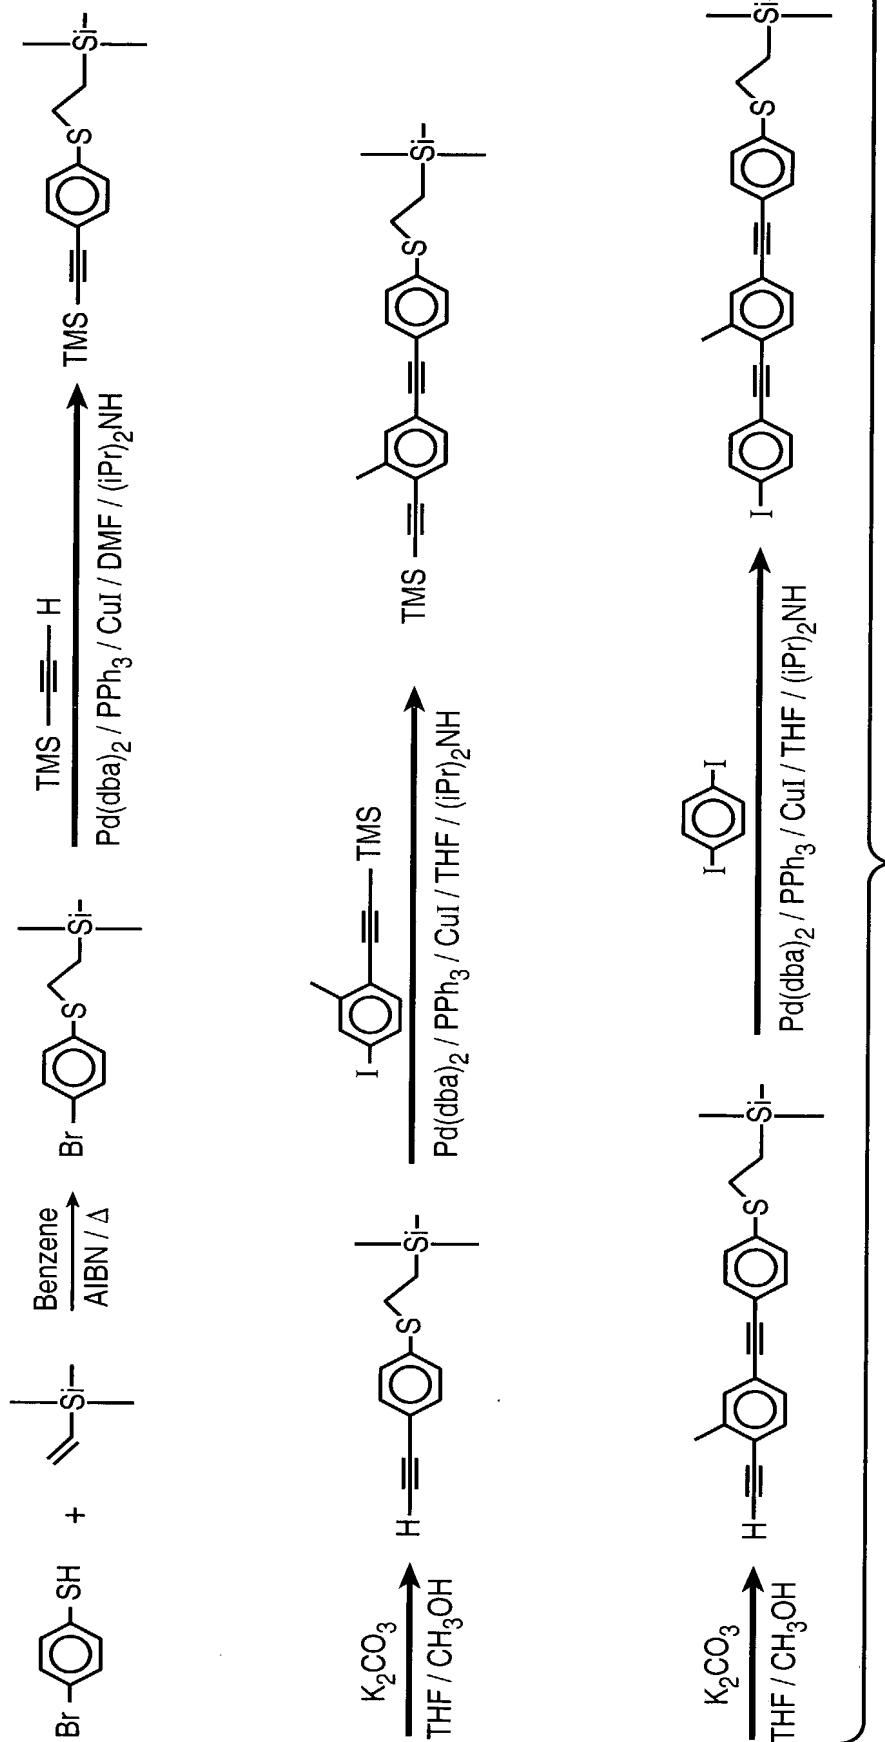 Br SH + Si
Benzene
AIBN / Δ
Br S Si
TMS H
Pd(dba)2 / PPh3 / CuI / DMF / (iPr)2NH
TMS S Si
K2CO3
THF / CH3OH
H S Si
I TMS
Pd(dba)2 / PPh3 / CuI / THF / (iPr)2NH
TMS S Si
K2CO3
THF / CH3OH
H S Si
I I
Pd(dba)2 / PPh3 / CuI / THF / (iPr)2NH
I S Si